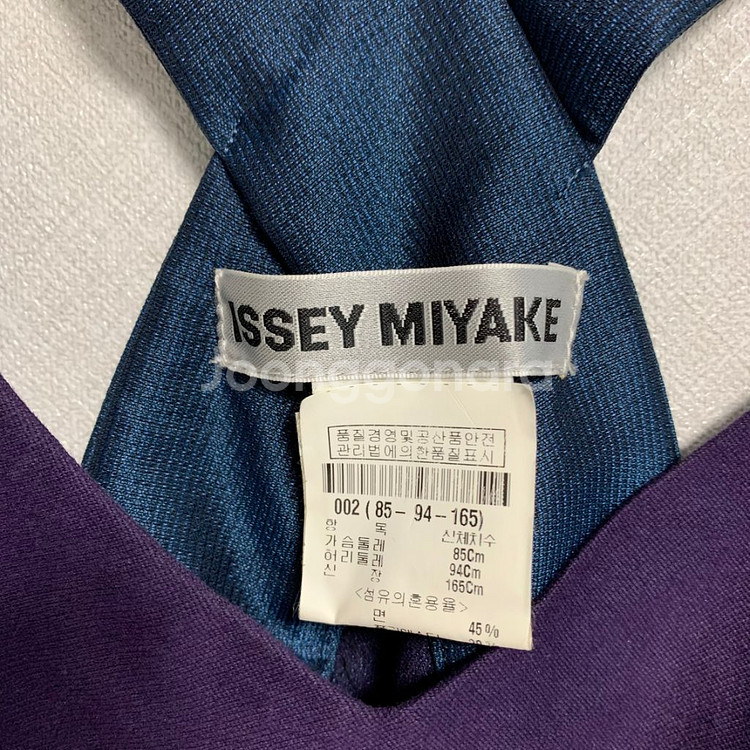 ISSEY MIYAKE
Joonggonara
품질경영및공산품안전
관리법에의한품질표시
002 (85-94-165)
항 목 신체치수
가슴둘레 85Cm
허리둘레 94Cm
신 장 165Cm
<섬유의혼용율>
면 45%